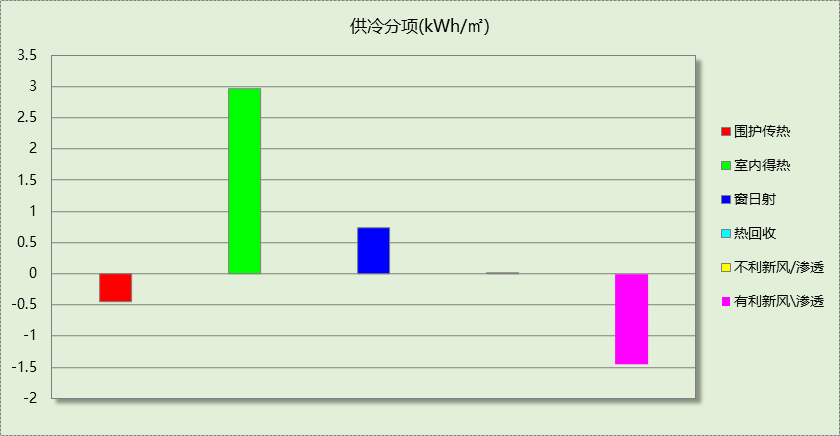 供冷分项(kWh/㎡)
3.5
3
2.5
2
1.5
1
0.5
0
-0.5
-1
-1.5
-2
围护传热
室内得热
窗日射
热回收
不利新风/渗透
有利新风\渗透